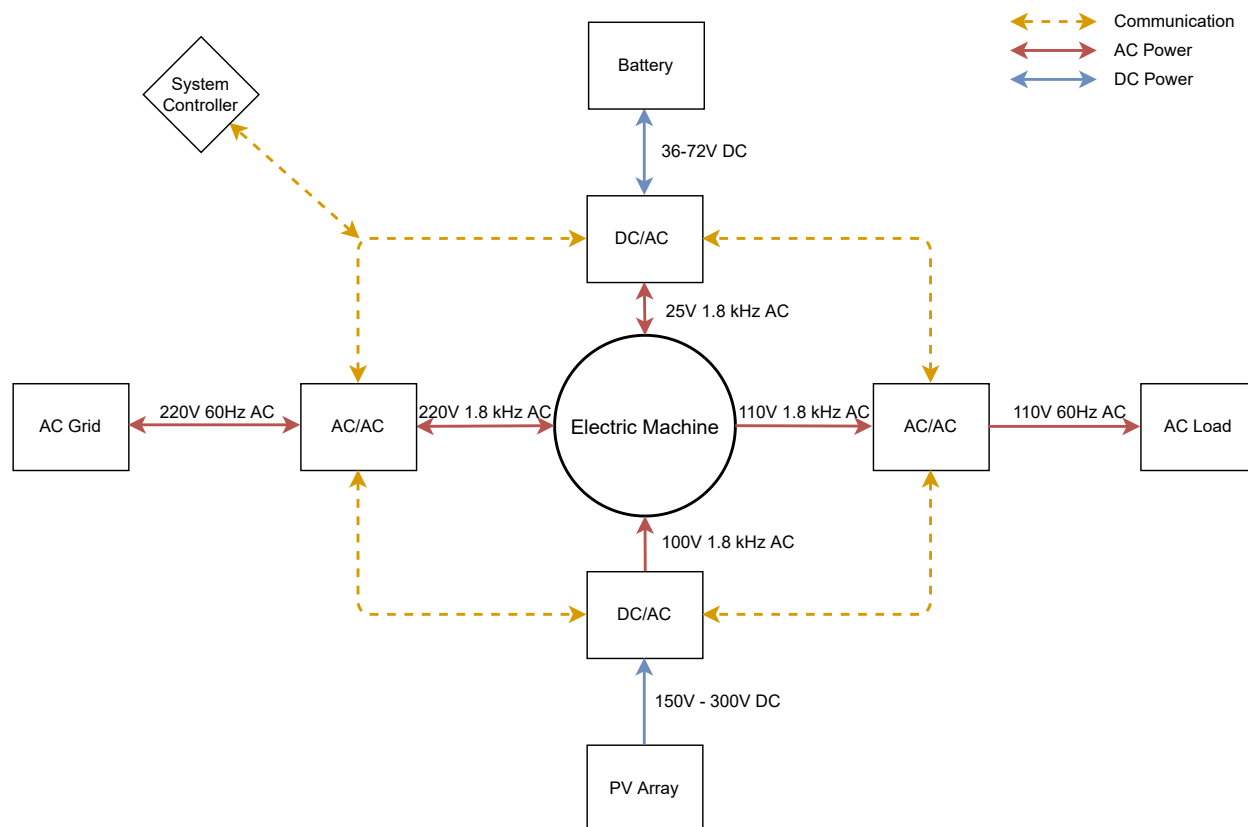 Communication
AC Power
DC Power
Battery
System
Controller
36-72V DC
DC/AC
25V 1.8 kHz AC
AC Grid
220V 60Hz AC
AC/AC
220V 1.8 kHz AC
Electric Machine
110V 1.8 kHz AC
AC/AC
110V 60Hz AC
AC Load
100V 1.8 kHz AC
DC/AC
150V - 300V DC
PV Array